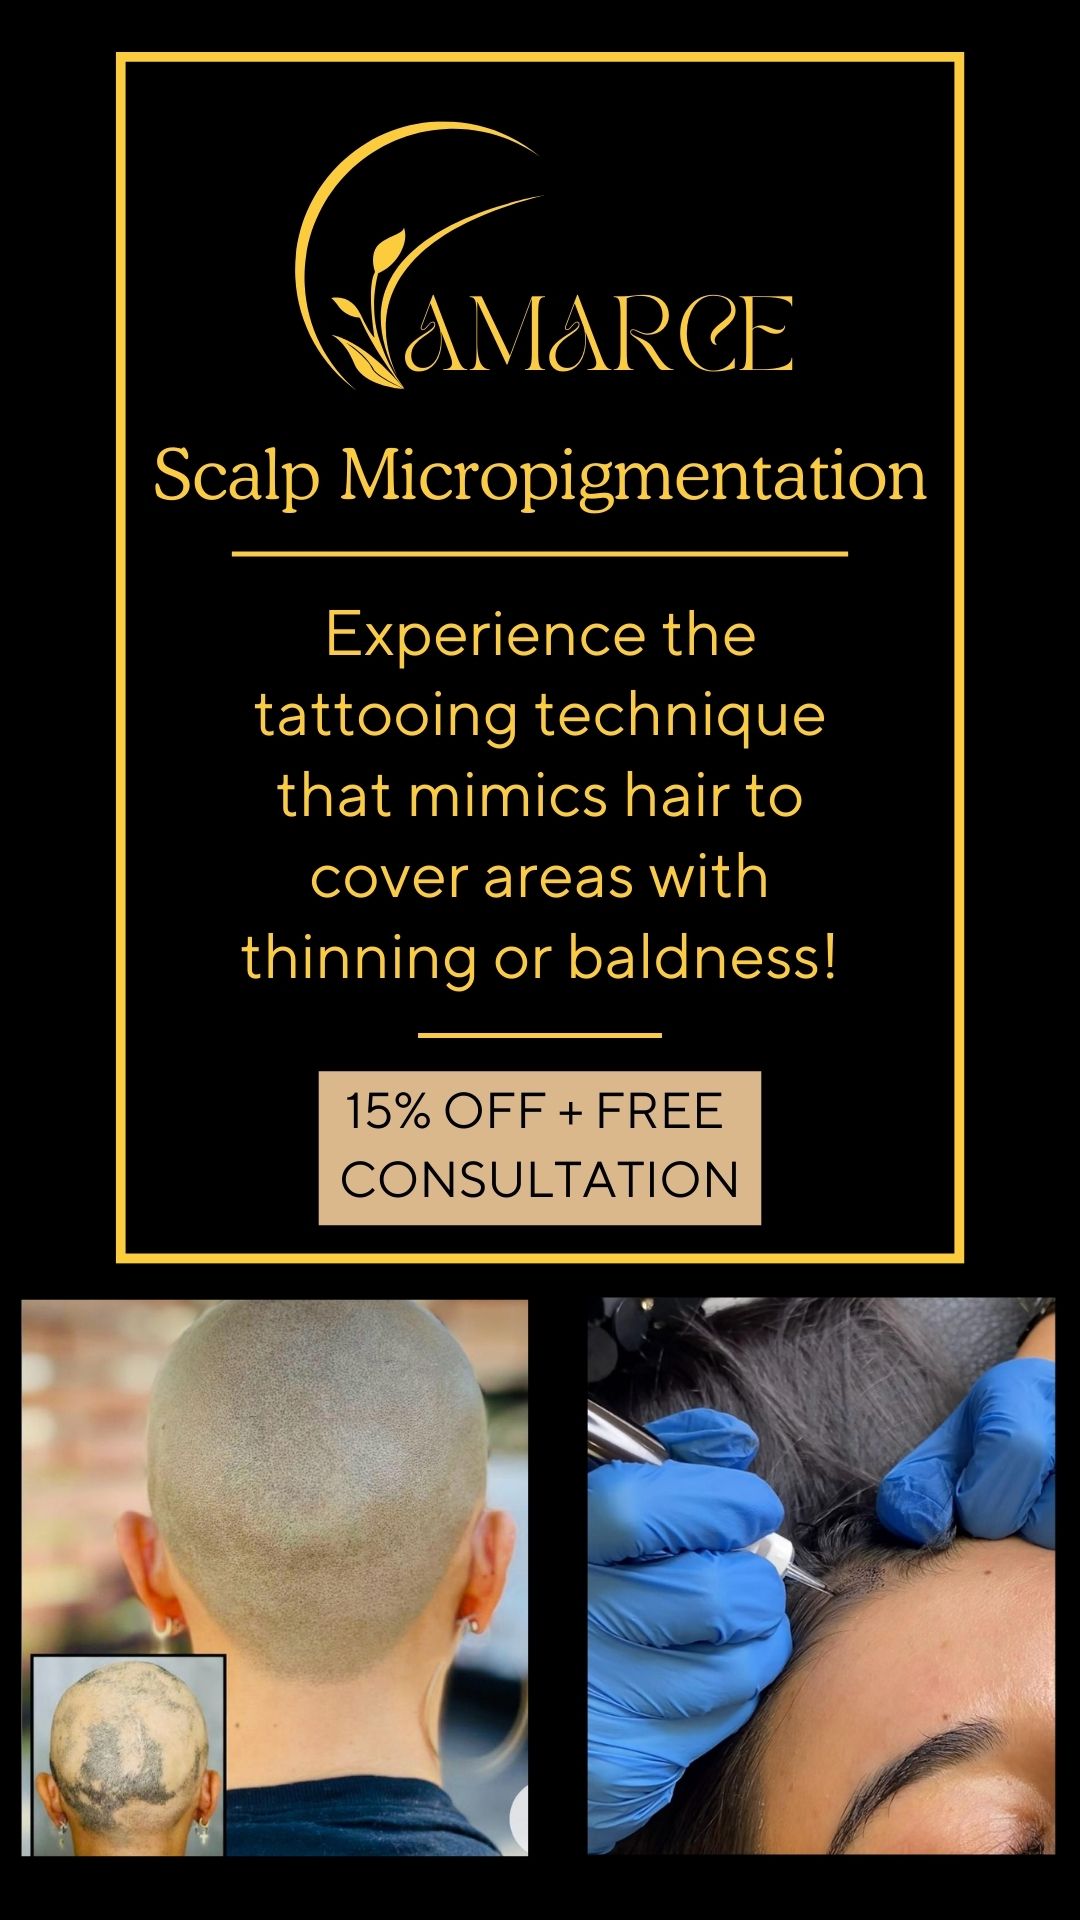 AMARCE
Scalp Micropigmentation
Experience the
tattooing technique
that mimics hair to
cover areas with
thinning or baldness!
15% OFF + FREE
CONSULTATION